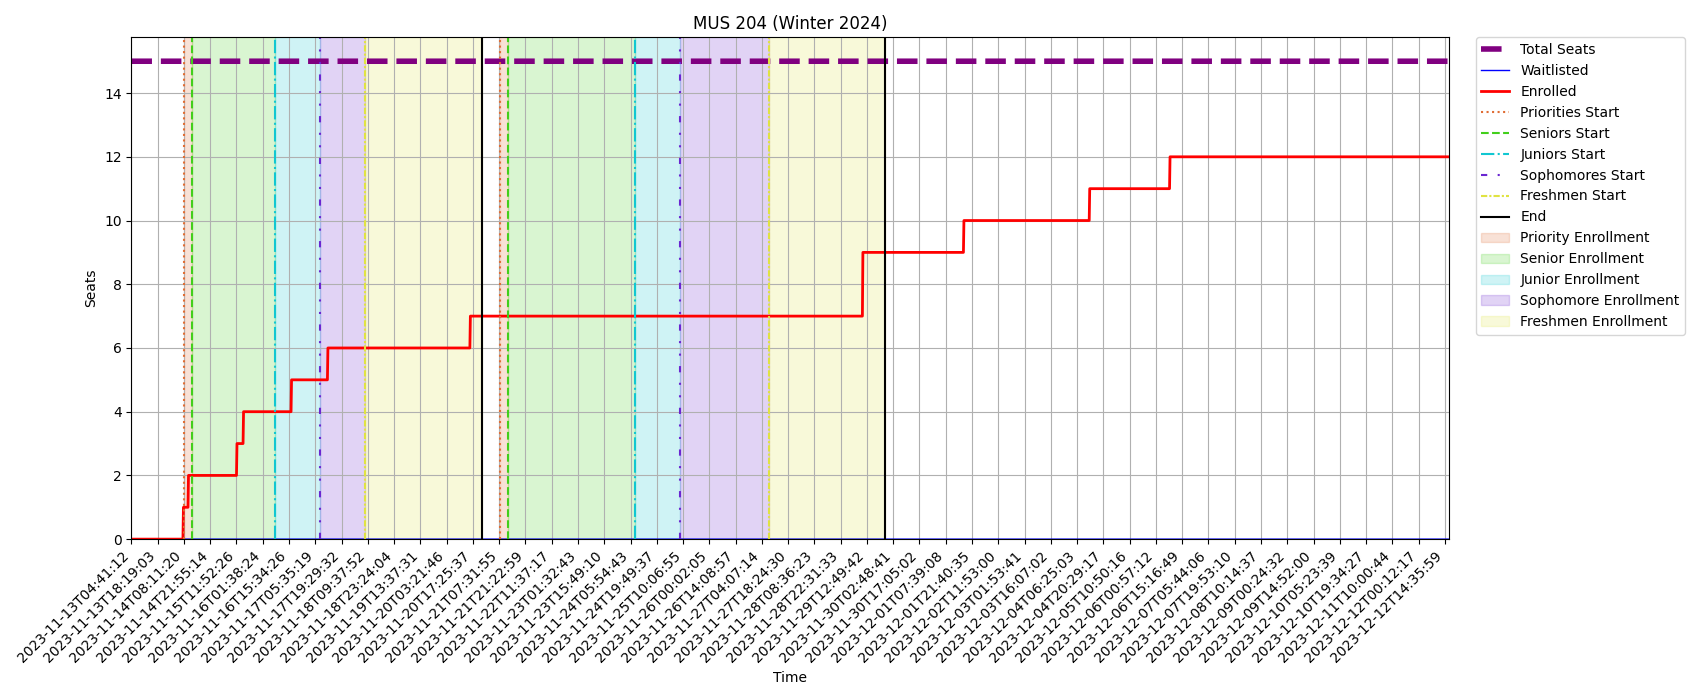 MUS 204 (Winter 2024)
Total Seats
Waitlisted
Enrolled
Priorities Start
Seniors Start
Juniors Start
Sophomores Start
Freshmen Start
End
Priority Enrollment
Senior Enrollment
Junior Enrollment
Sophomore Enrollment
Freshmen Enrollment
14
12
10
8
6
4
2
0
Seats
2023-11-13T04:41:12
2023-11-13T18:19:03
2023-11-14T08:11:20
2023-11-14T21:55:14
2023-11-15T11:52:26
2023-11-16T01:38:24
2023-11-16T15:34:26
2023-11-17T05:35:19
2023-11-17T19:29:32
2023-11-18T09:37:52
2023-11-18T23:24:04
2023-11-19T13:37:31
2023-11-20T03:21:46
2023-11-20T17:25:37
2023-11-21T07:31:55
2023-11-21T21:22:59
2023-11-22T11:37:17
2023-11-23T01:32:43
2023-11-23T15:49:10
2023-11-24T05:54:43
2023-11-24T19:49:37
2023-11-25T10:06:55
2023-11-26T00:02:05
2023-11-26T14:08:57
2023-11-27T04:07:14
2023-11-27T18:24:30
2023-11-28T08:36:23
2023-11-28T22:31:33
2023-11-29T12:49:42
2023-11-30T02:48:41
2023-11-30T17:05:02
2023-12-01T07:39:08
2023-12-01T21:40:35
2023-12-02T11:53:00
2023-12-03T01:53:41
2023-12-03T16:07:02
2023-12-04T06:25:03
2023-12-04T20:29:17
2023-12-05T10:50:16
2023-12-06T00:57:12
2023-12-06T15:16:49
2023-12-07T05:44:06
2023-12-07T19:53:10
2023-12-08T10:14:37
2023-12-09T00:24:32
2023-12-09T14:52:00
2023-12-10T05:23:39
2023-12-10T19:34:27
2023-12-11T10:00:44
2023-12-12T00:12:17
2023-12-12T14:35:59
Time